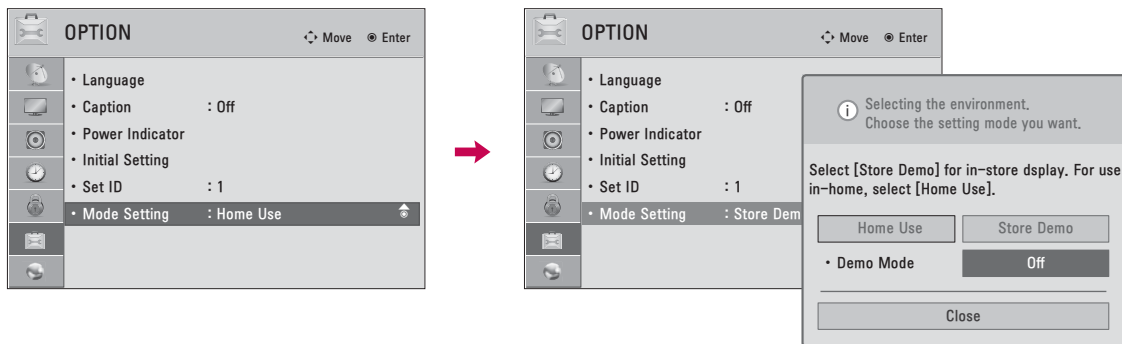 OPTION
Move Enter
• Language
• Caption : Off
• Power Indicator
• Initial Setting
• Set ID : 1
• Mode Setting : Home Use
OPTION
Move Enter
• Language
• Caption : Off
• Power Indicator
• Initial Setting
• Set ID : 1
• Mode Setting : Store Dem
i
Selecting the environment.
Choose the setting mode you want.
Select [Store Demo] for in-store dsplay. For use
in-home, select [Home Use].
Home Use Store Demo
• Demo Mode Off
Close